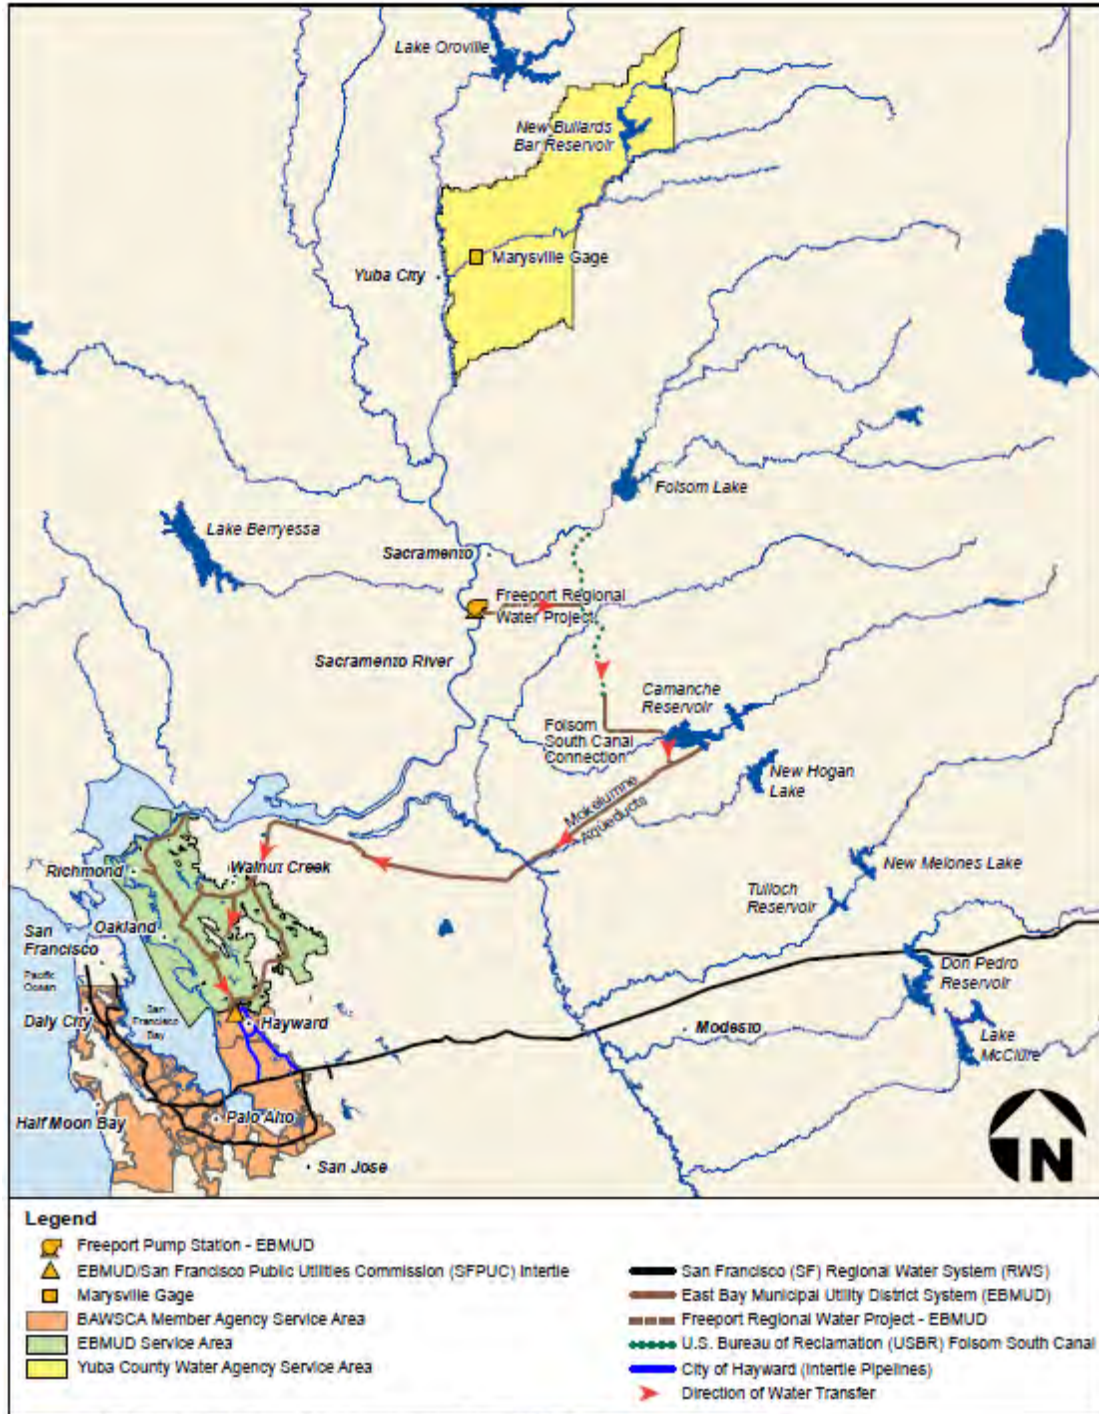 Lake Oroville
New Bullards
Bar Reservoir
Marysville Gage
Yuba City
Folsom Lake
Lake Berryessa
Sacramento
Freeport Regional
Water Project
Sacramento River
Camanche
Reservoir
Folsom
South Canal
Connection
New Hogan
Lake
Mokelumne
Aqueducts
Richmond
Walnut Creek
New Melones Lake
Tulloch
Reservoir
Oakland
San
Francisco
Pacific
Ocean
Don Pedro
Reservoir
San
Francisco
Bay
Daly City
Hayward
Modesto
Lake
McClure
Half Moon Bay
Palo Alto
San Jose
N
Legend
Freeport Pump Station - EBMUD
EBMUD/San Francisco Public Utilities Commission (SFPUC) Intertie
Marysville Gage
BAWSCA Member Agency Service Area
EBMUD Service Area
Yuba County Water Agency Service Area
San Francisco (SF) Regional Water System (RWS)
East Bay Municipal Utility District System (EBMUD)
Freeport Regional Water Project - EBMUD
U.S. Bureau of Reclamation (USBR) Folsom South Canal
City of Hayward (Intertie Pipelines)
Direction of Water Transfer